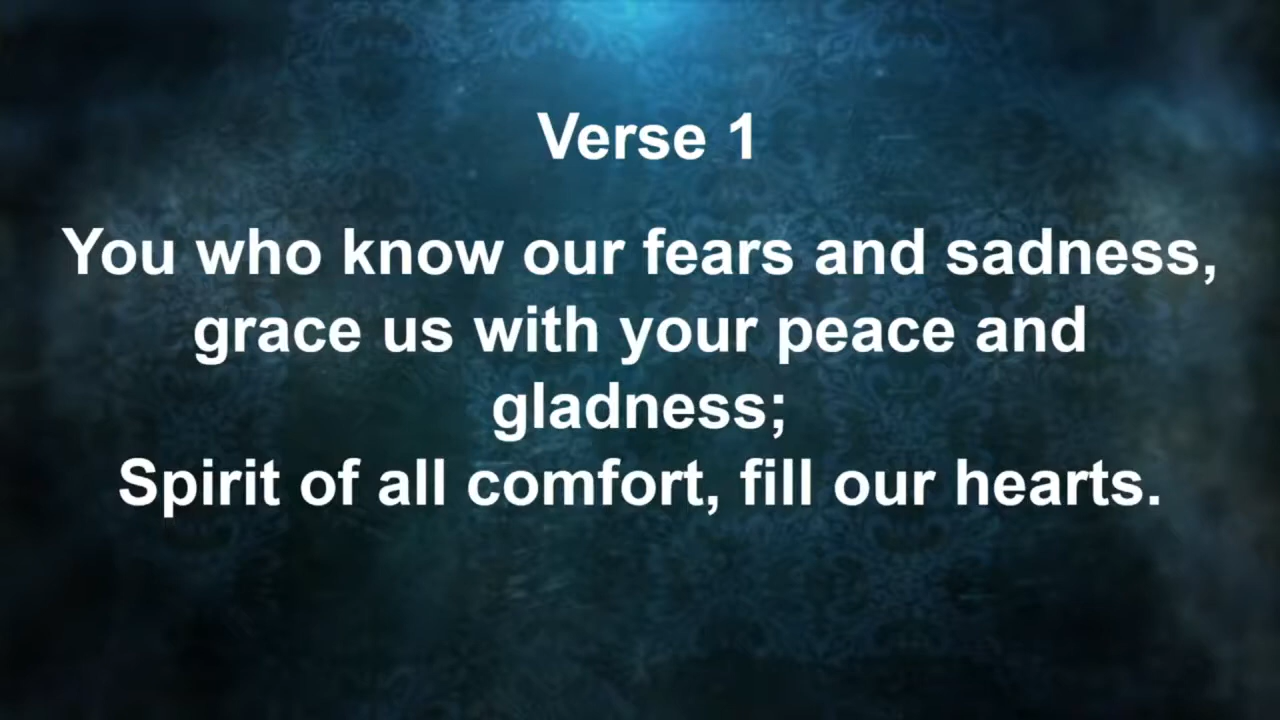 Verse 1
You who know our fears and sadness,
grace us with your peace and
gladness;
Spirit of all comfort, fill our hearts.